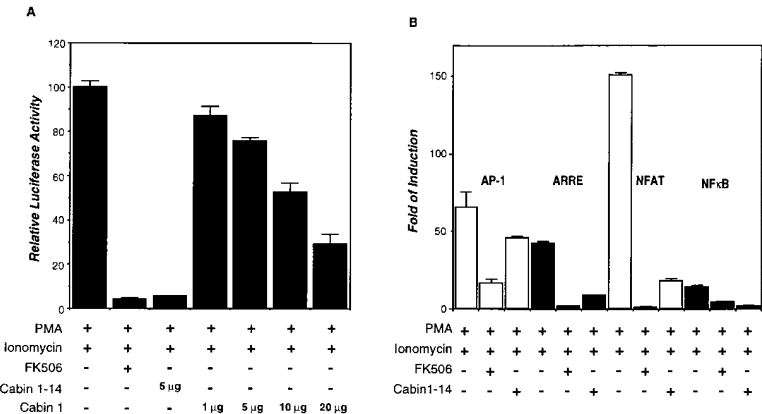 A
Relative Luciferase Activity
120
100
80
60
40
20
0
PMA + + + + + + +
Ionomycin + + + + + + +
FK506 - + - - - - -
Cabin 1-14 - - 5 µg - - - -
Cabin 1 - - - 1 µg 5 µg 10 µg 20 µg
B
Fold of Induction
150
100
50
0
AP-1 ARRE NFAT NFκB
PMA + + + + + + + + + + + +
Ionomycin + + + + + + + + + + + +
FK506 - + - - + - - + - - + -
Cabin1-14 - - + - - + - - + - - +